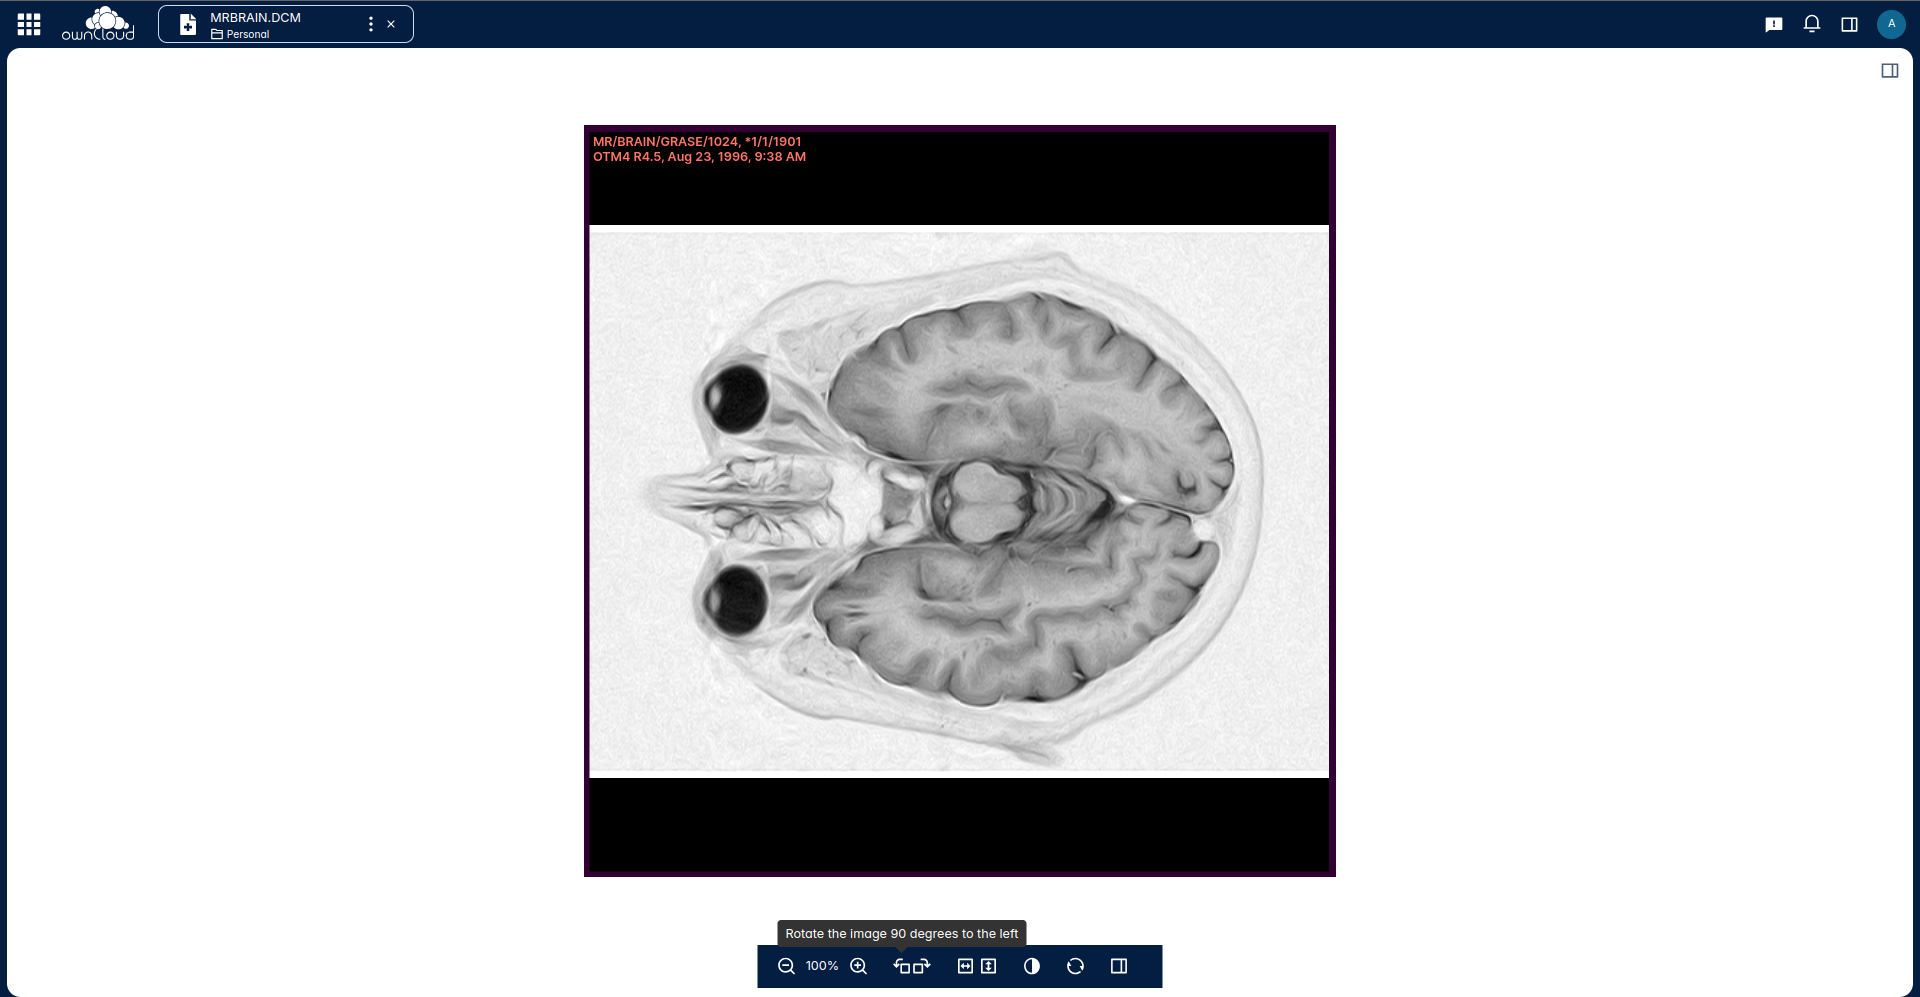 ownCloud
MRBRAIN.DCM
Personal
A
MR/BRAIN/GRASE/1024, *1/1/1901
OTM4 R4.5, Aug 23, 1996, 9:38 AM
Rotate the image 90 degrees to the left
100%